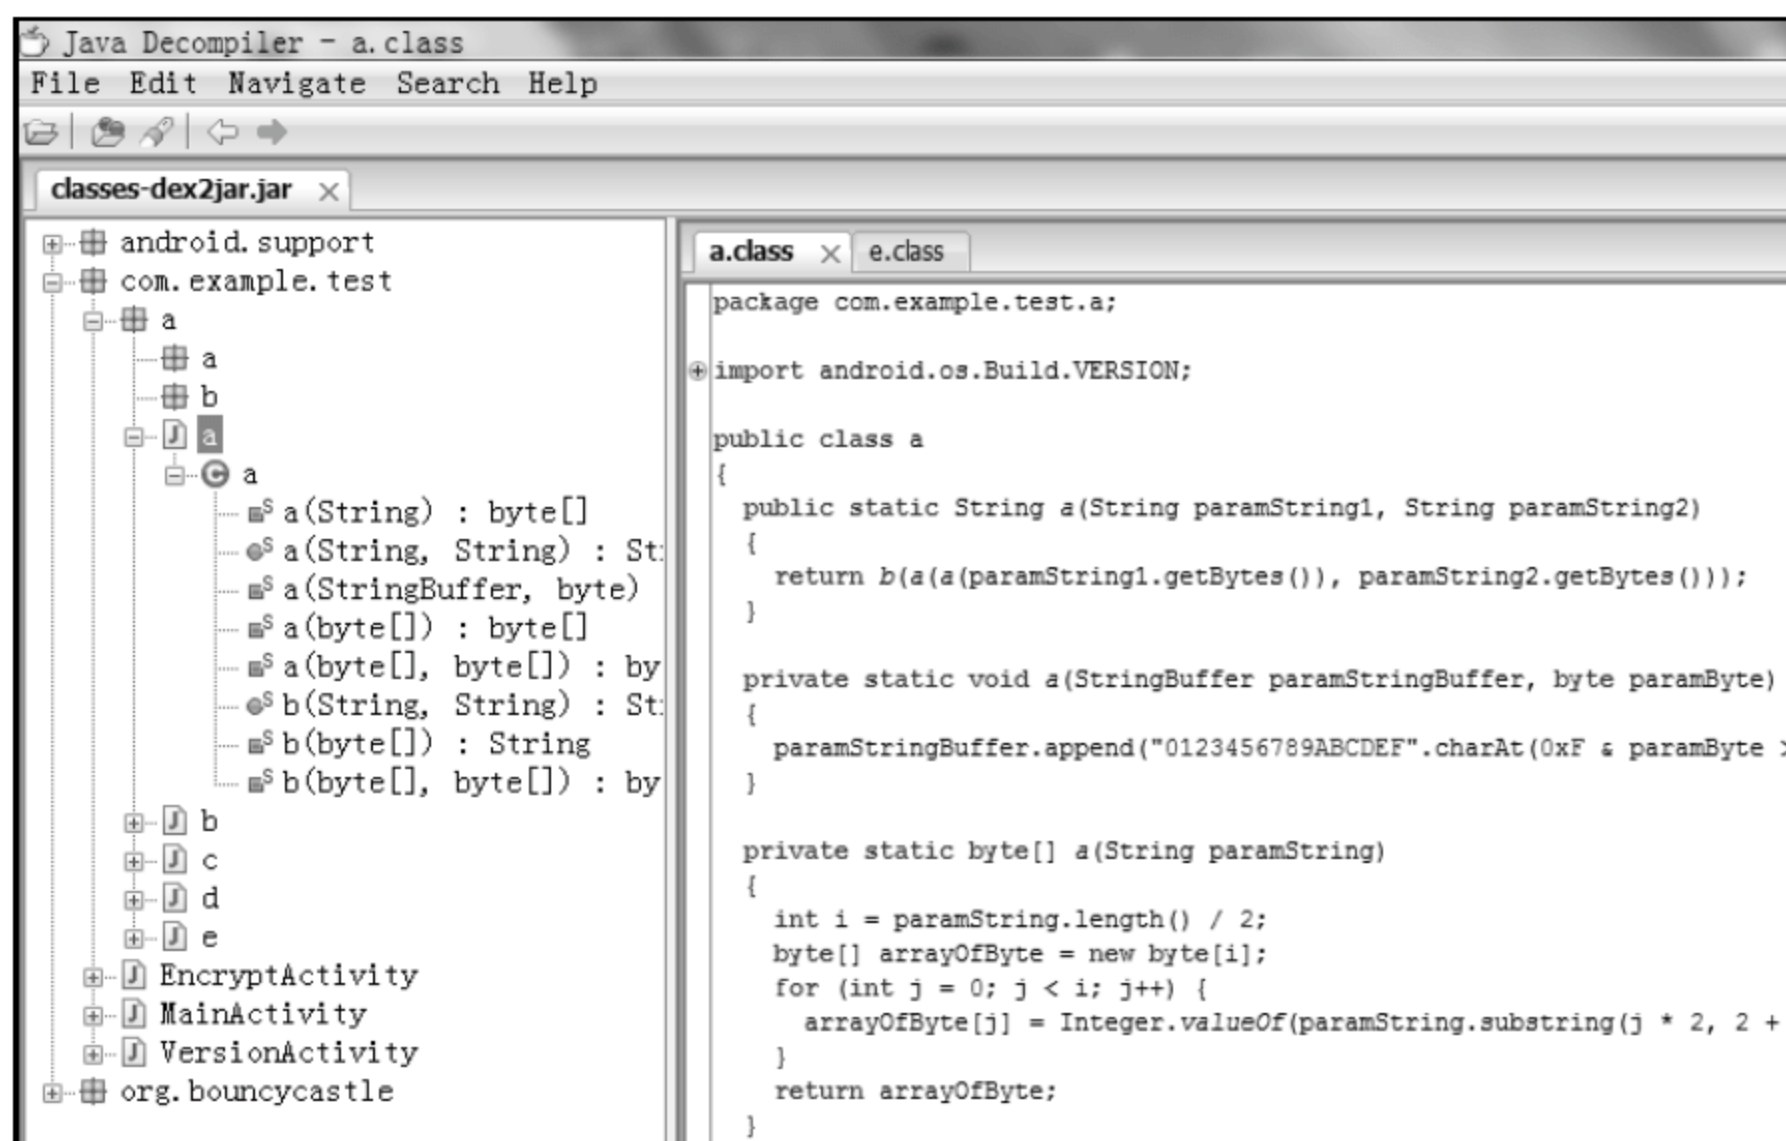 Java Decompiler - a.class
File Edit Navigate Search Help
classes-dex2jar.jar
android.support
com.example.test
a
a
b
a
a
a(String) : byte[]
a(String, String) : St
a(StringBuffer, byte)
a(byte[]) : byte[]
a(byte[], byte[]) : by
b(String, String) : St
b(byte[]) : String
b(byte[], byte[]) : by
b
c
d
e
EncryptActivity
MainActivity
VersionActivity
org.bouncycastle
a.class e.class
package com.example.test.a;
import android.os.Build.VERSION;
public class a
{
public static String a(String paramString1, String paramString2)
{
return b(a(a(paramString1.getBytes()), paramString2.getBytes()));
}
private static void a(StringBuffer paramStringBuffer, byte paramByte)
{
paramStringBuffer.append("0123456789ABCDEF".charAt(0xF & paramByte >
}
private static byte[] a(String paramString)
{
int i = paramString.length() / 2;
byte[] arrayOfByte = new byte[i];
for (int j = 0; j < i; j++) {
arrayOfByte[j] = Integer.valueOf(paramString.substring(j * 2, 2 +
}
return arrayOfByte;
}